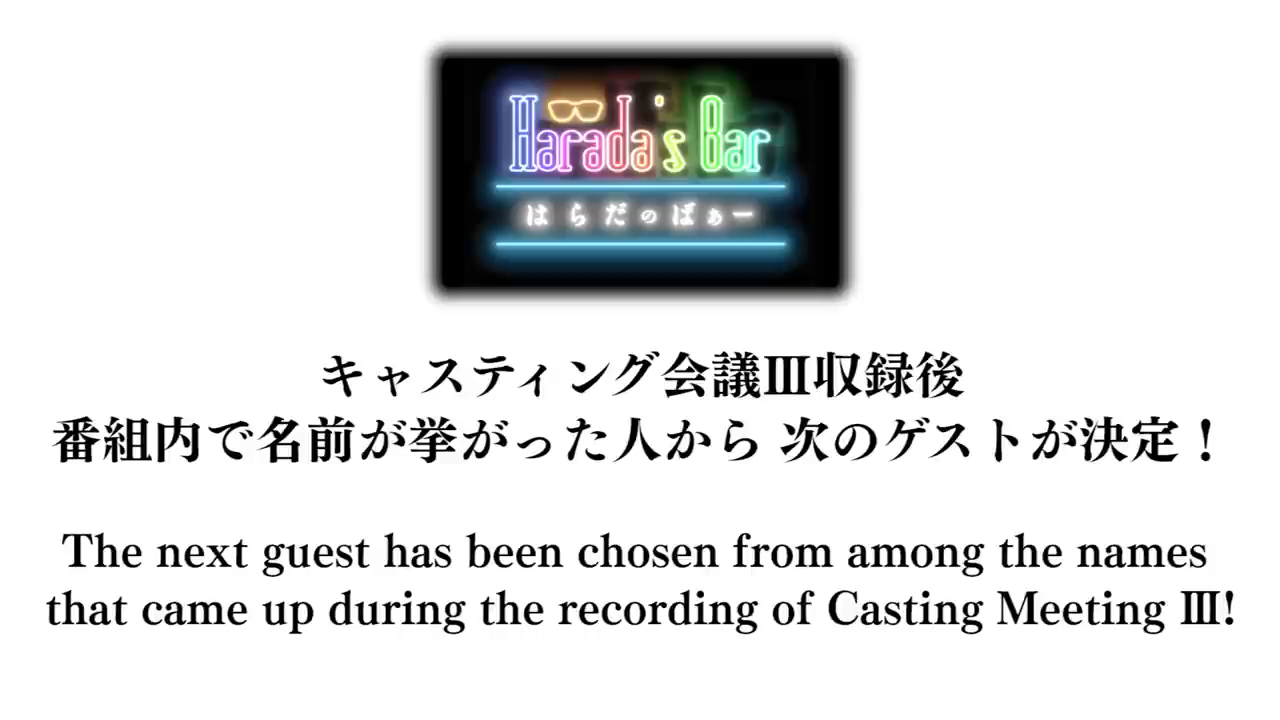 Harada's Bar
はらだのばぁー
キャスティング会議Ⅲ収録後
番組内で名前が挙がった人から 次のゲストが決定！
The next guest has been chosen from among the names
that came up during the recording of Casting Meeting Ⅲ!